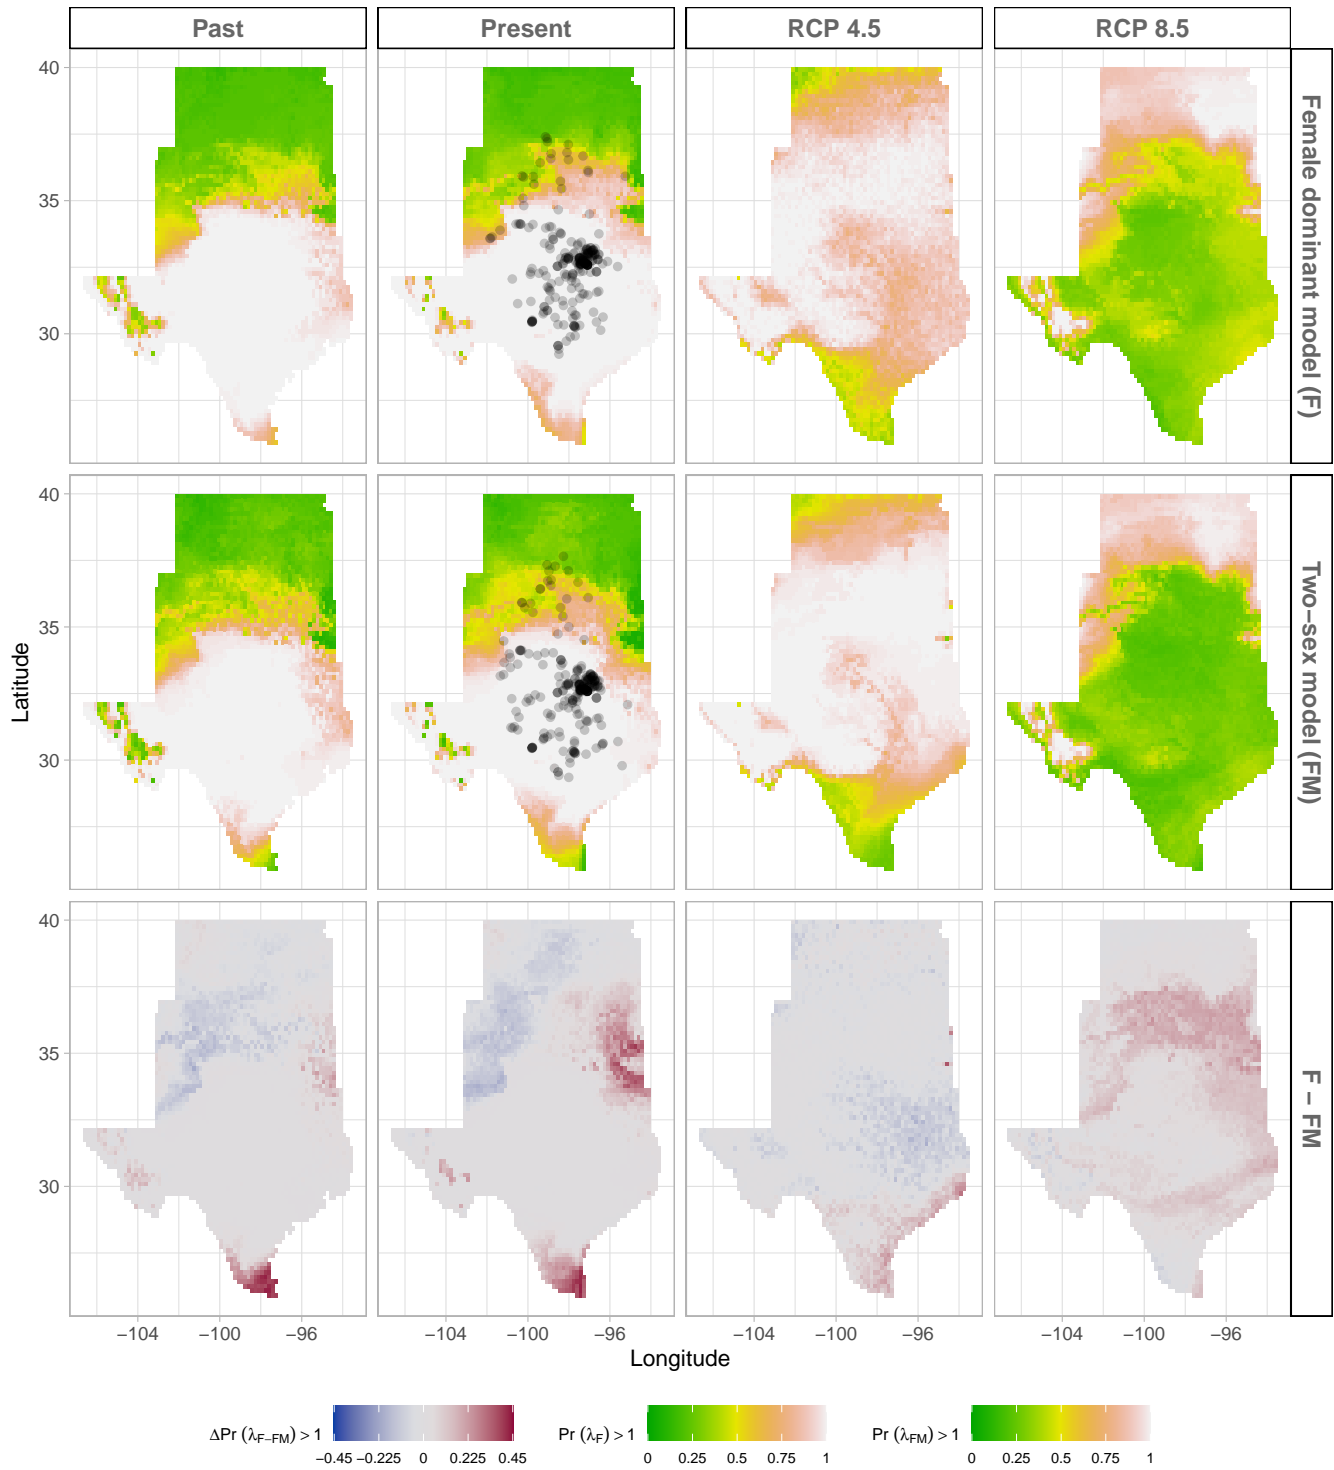 Past Present RCP 4.5 RCP 8.5
40
35
30
Female dominant model (F)
40
35
30
Two−sex model (FM)
40
35
30
F − FM
Latitude
−104 −100 −96 −104 −100 −96 −104 −100 −96 −104 −100 −96
Longitude
ΔPr (λF−FM) > 1
−0.45 −0.225 0 0.225 0.45
Pr (λF) > 1
0 0.25 0.5 0.75 1
Pr (λFM) > 1
0 0.25 0.5 0.75 1